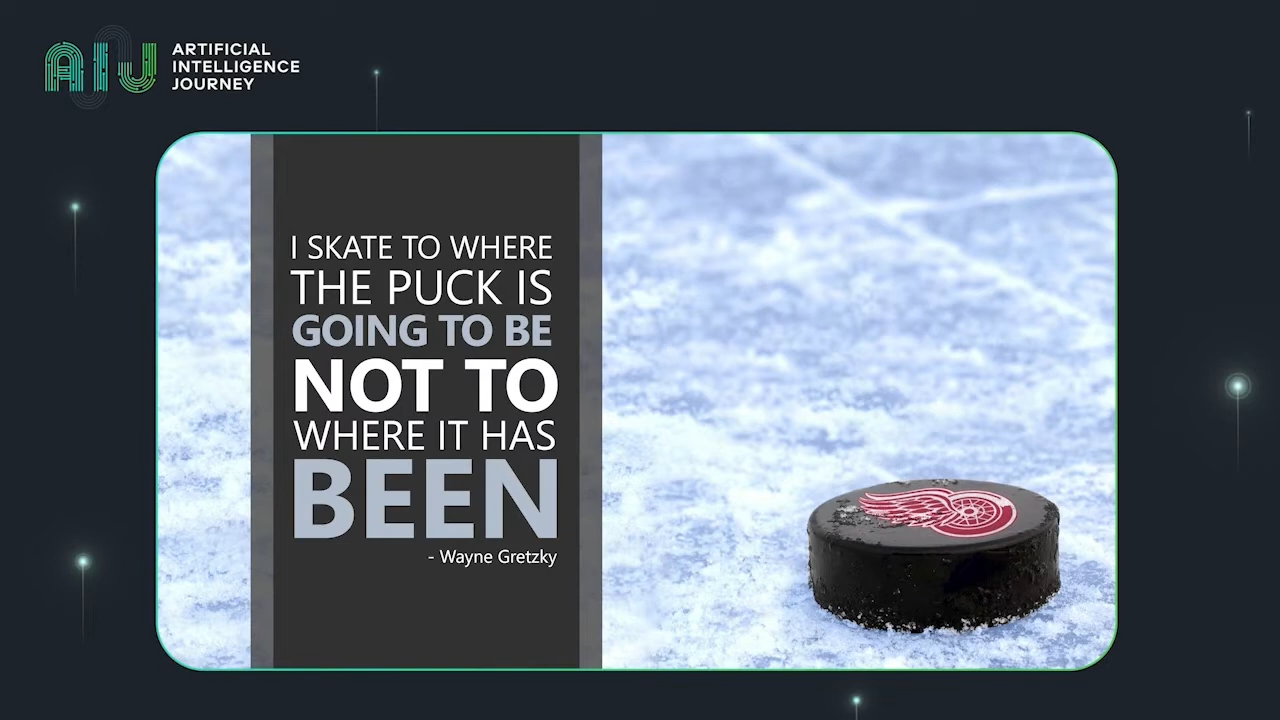 AIJ
ARTIFICIAL
INTELLIGENCE
JOURNEY
I SKATE TO WHERE
THE PUCK IS
GOING TO BE
NOT TO
WHERE IT HAS
BEEN
- Wayne Gretzky